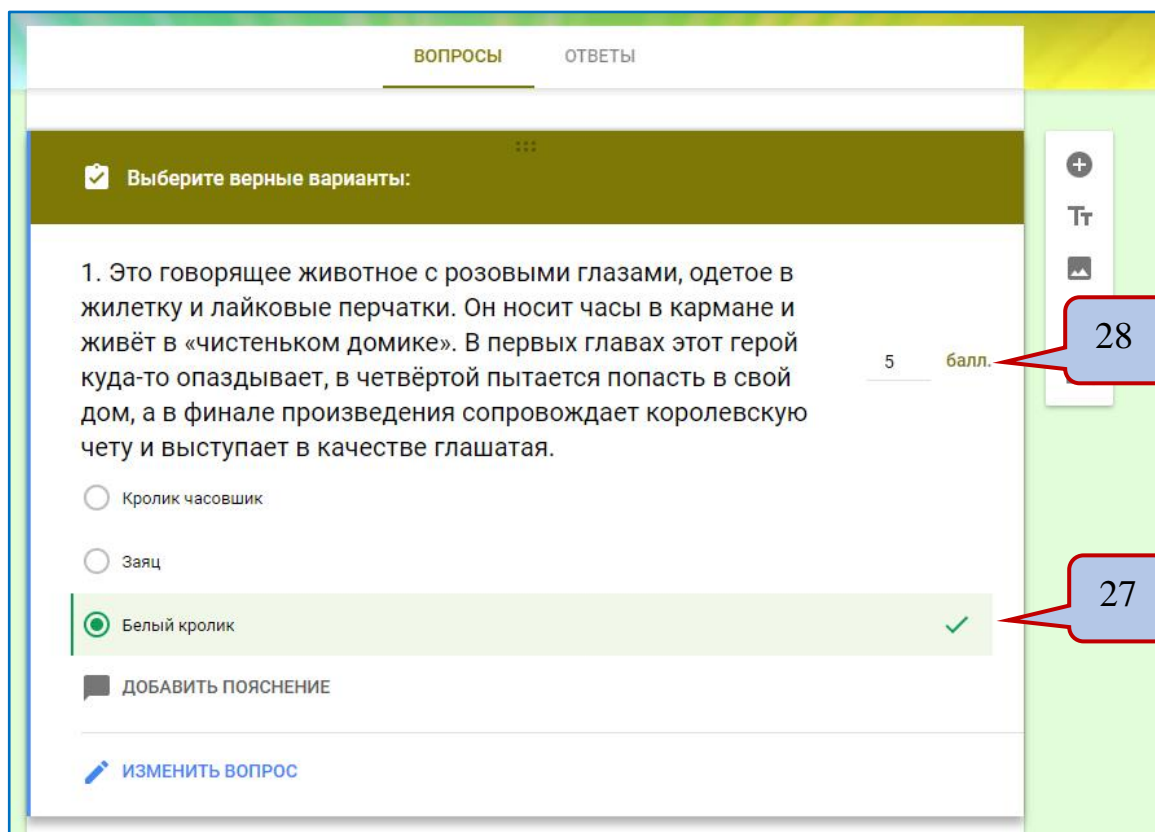 ВОПРОСЫ ОТВЕТЫ
Выберите верные варианты:
1. Это говорящее животное с розовыми глазами, одетое в
жилетку и лайковые перчатки. Он носит часы в кармане и
живёт в «чистеньком домике». В первых главах этот герой
куда-то опаздывает, в четвёртой пытается попасть в свой
дом, а в финале произведения сопровождает королевскую
чету и выступает в качестве глашатая.
5 балл.
28
Кролик часовшик
Заяц
Белый кролик
27
ДОБАВИТЬ ПОЯСНЕНИЕ
ИЗМЕНИТЬ ВОПРОС
Тт